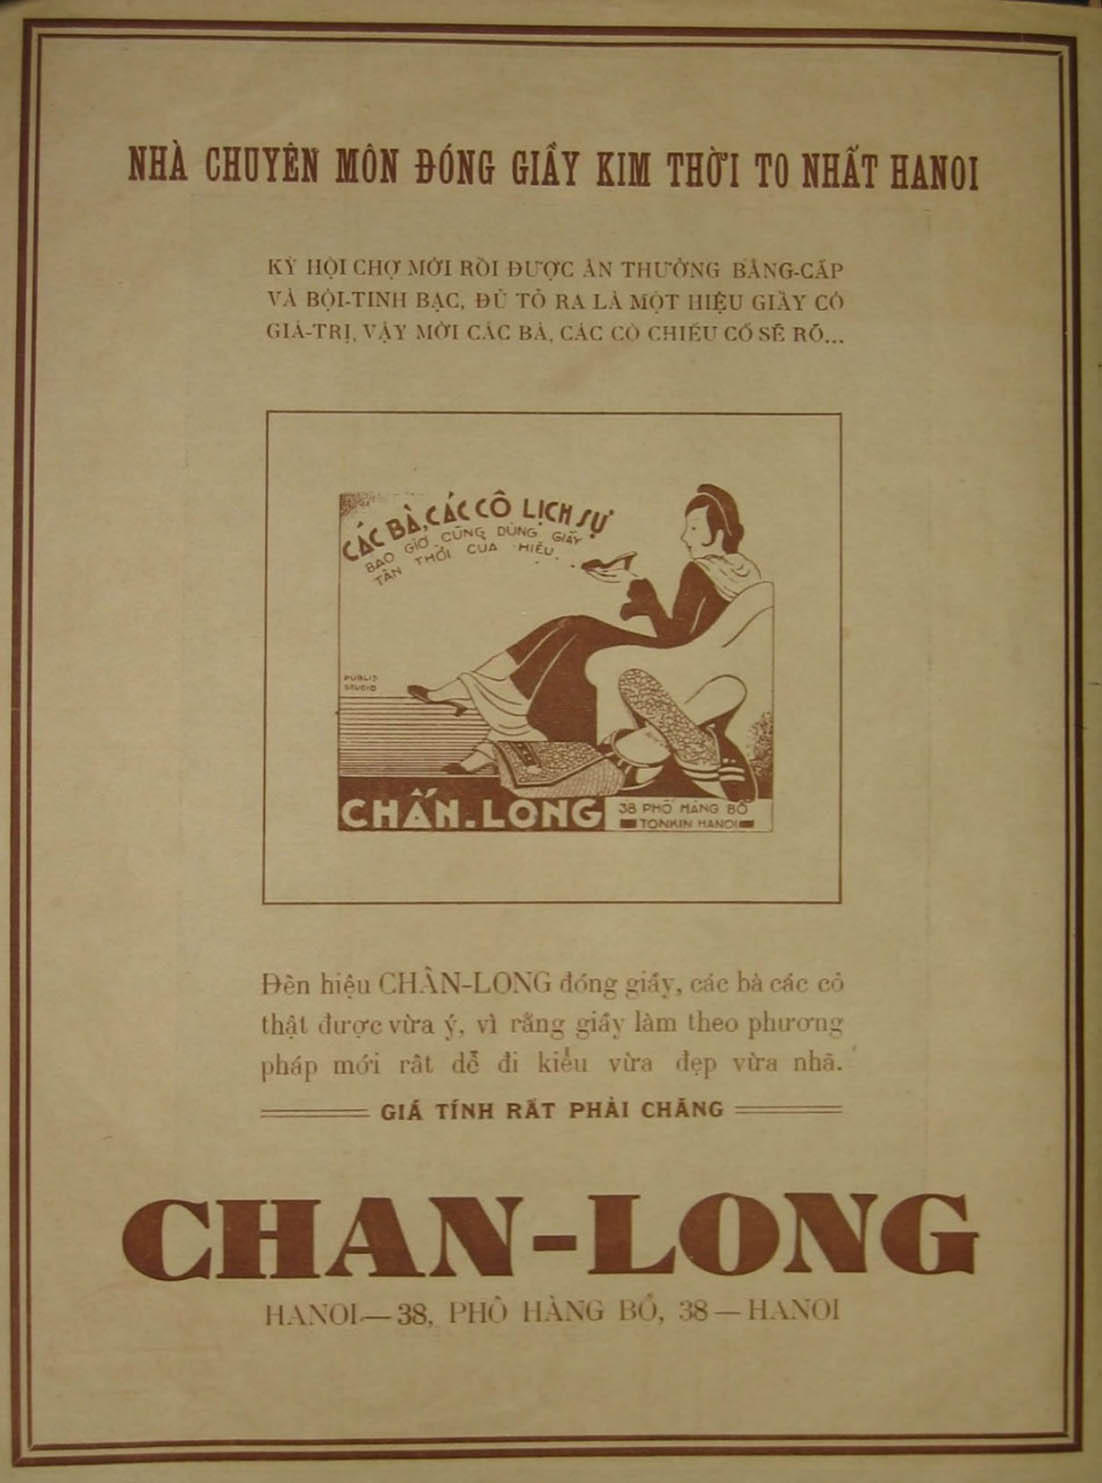 NHÀ CHUYÊN MÔN ĐÓNG GIẦY KIM THỜI TO NHẤT HANOI
KỲ HỘI CHỢ MỚI RỒI ĐƯỢC ÂN THƯỞNG BẰNG-CẤP
VÀ BỘI-TINH BẠC, ĐỦ TỎ RA LÀ MỘT HIỆU GIẦY CÓ
GIÁ-TRỊ, VẬY MỜI CÁC BÀ, CÁC CÔ CHIẾU CỐ SẼ RÕ...
CÁC BÀ, CÁC CÔ LỊCH SỰ
BAO GIỜ CŨNG DÙNG GIẦY
TÂN THỜI CỦA HIỆU
PUBLIS
STUDIO
CHẤN-LONG
38 PHỐ HÀNG BỒ
TONKIN HANOI
Đến hiệu CHẤN-LONG đóng giầy, các bà các cô
thật được vừa ý, vì rằng giầy làm theo phương
pháp mới rất dễ đi kiểu vừa đẹp vừa nhã.
GIÁ TÍNH RẤT PHẢI CHĂNG
CHAN-LONG
HANOI — 38, PHỐ HÀNG BỒ, 38 — HANOI